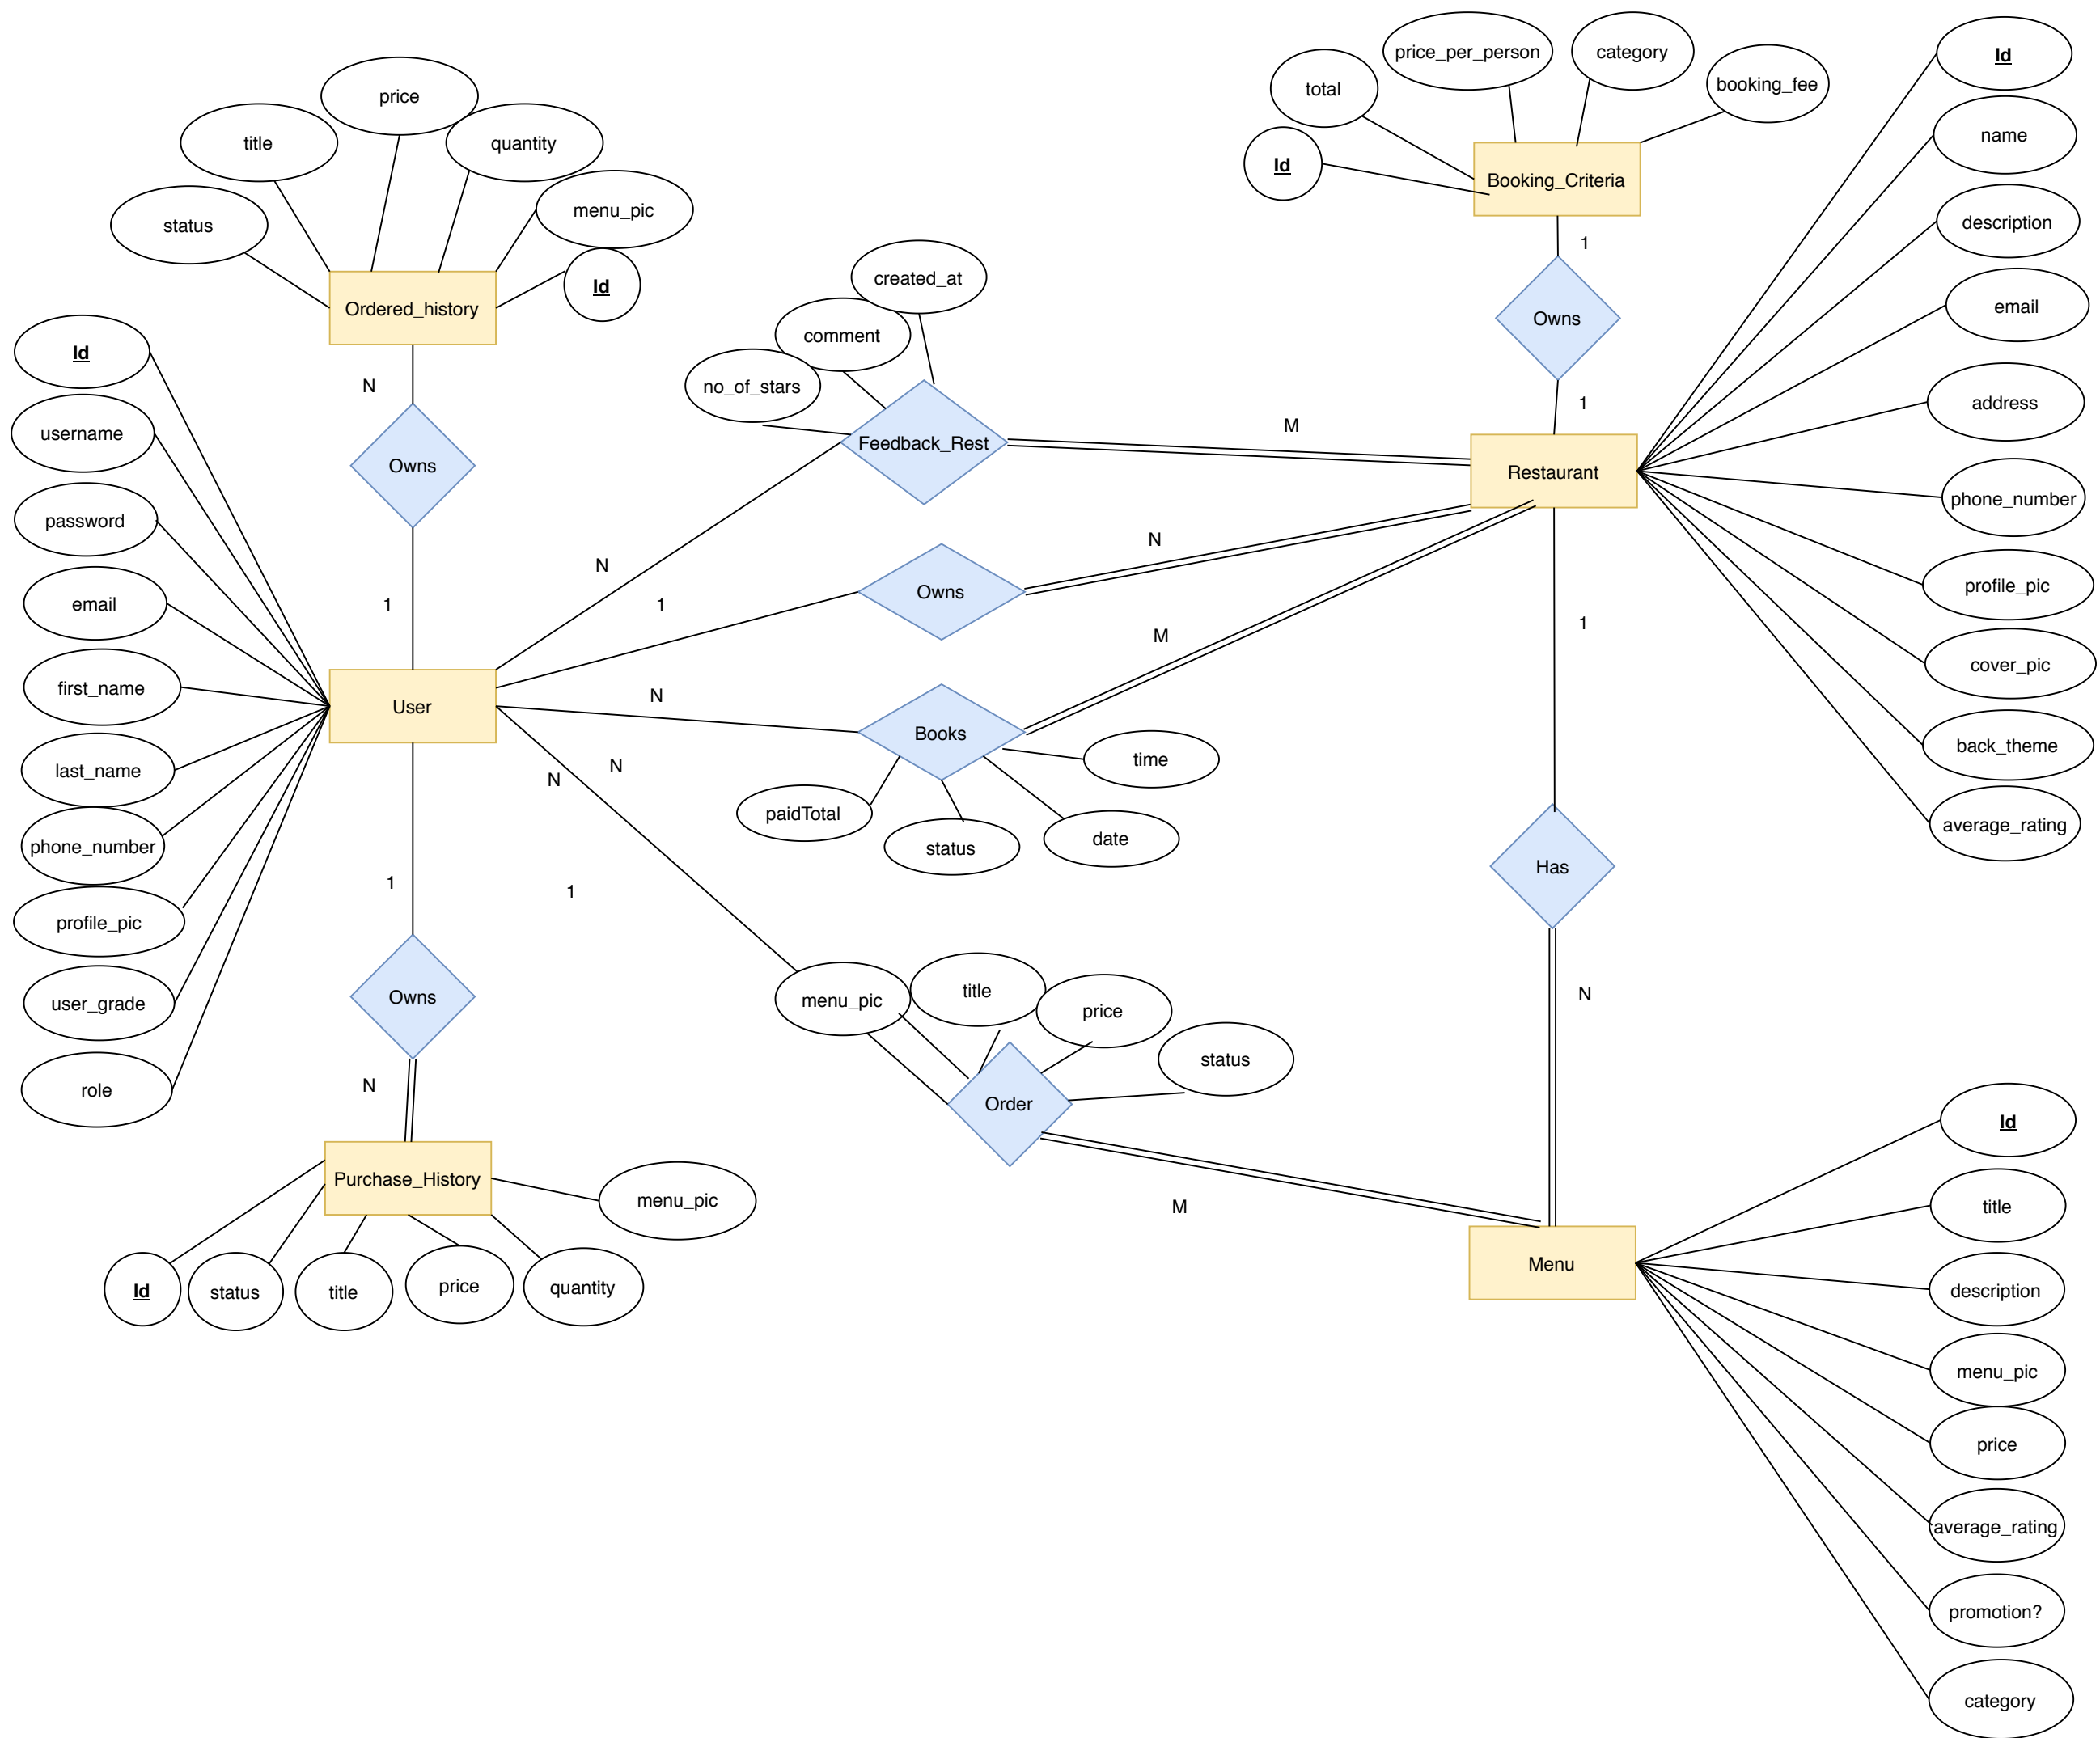 price
title
quantity
status
menu_pic
Id
Ordered_history
N
Owns
1
Id
username
password
email
first_name
last_name
phone_number
profile_pic
user_grade
role
User
1
Owns
N
Purchase_History
menu_pic
Id
status
title
price
quantity
created_at
comment
no_of_stars
Feedback_Rest
M
N
1
Owns
N
N
Books
M
time
paidTotal
status
date
N
N
1
menu_pic
title
price
status
Order
M
price_per_person
category
total
booking_fee
Id
Booking_Criteria
1
Owns
1
Restaurant
Id
name
description
email
address
phone_number
profile_pic
cover_pic
back_theme
average_rating
1
Has
N
Menu
Id
title
description
menu_pic
price
average_rating
promotion?
category